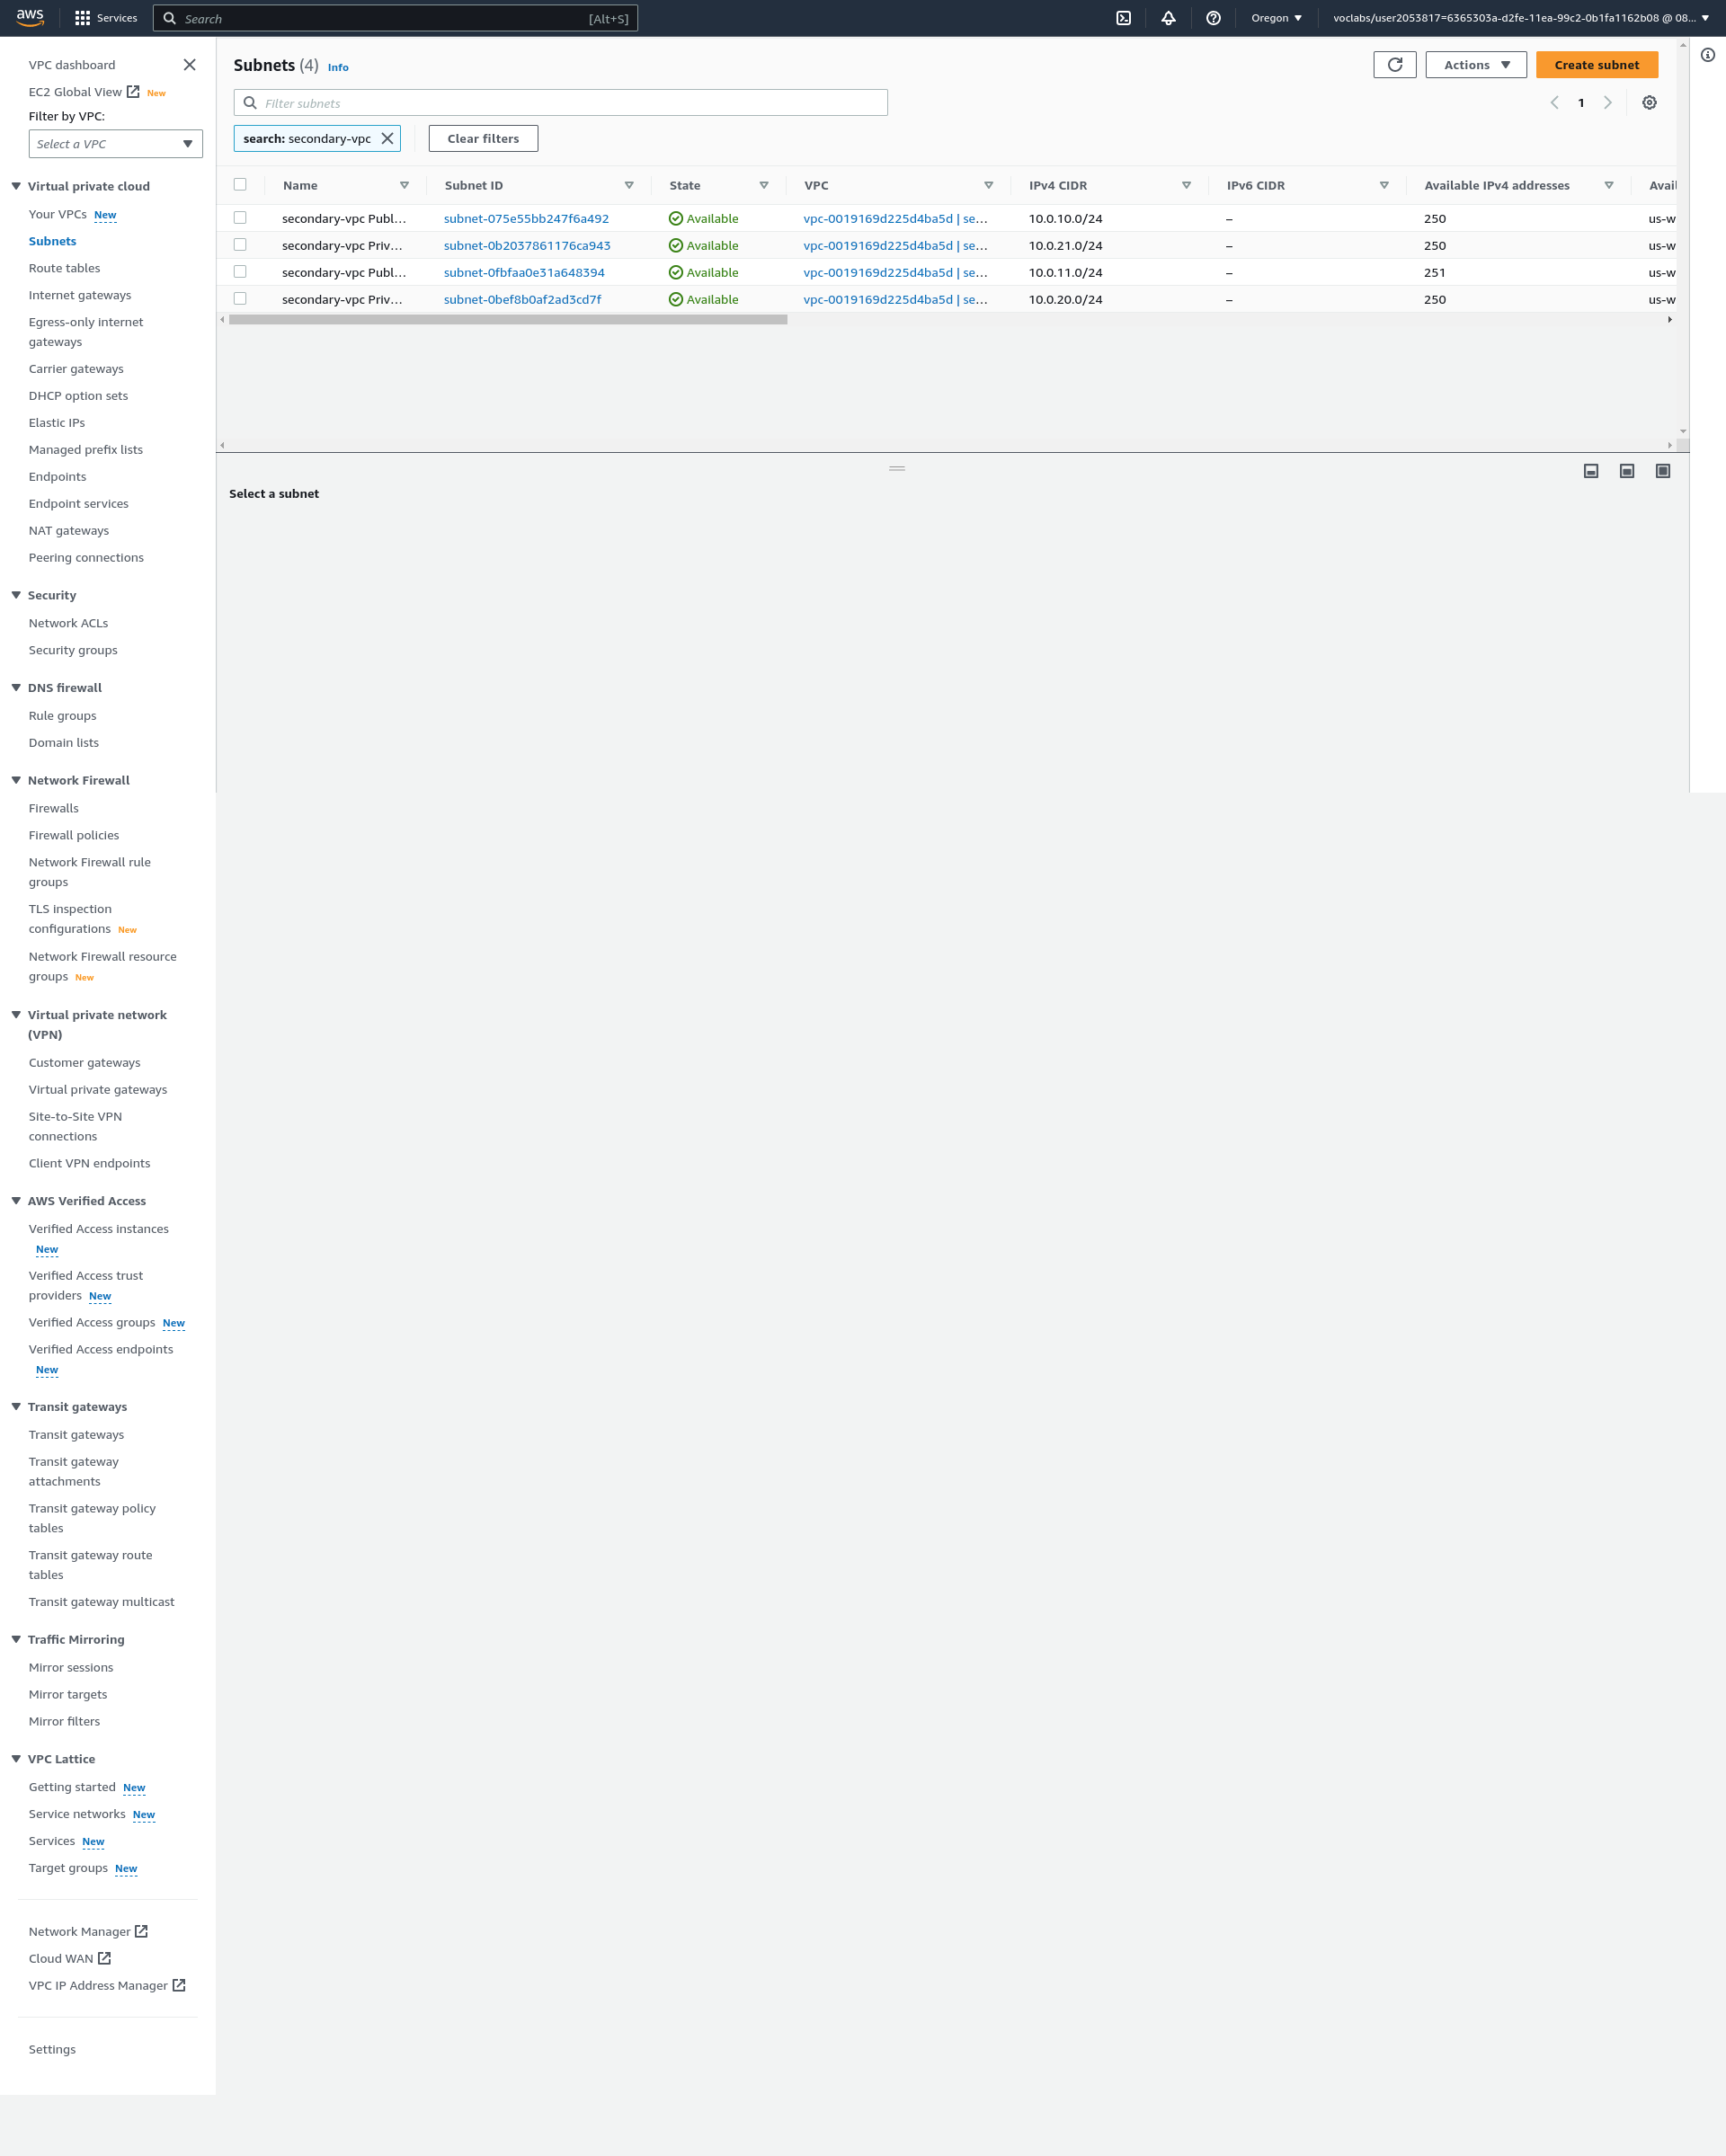 aws
Services
Search
[Alt+S]
Oregon
voclabs/user2053817=6365303a-d2fe-11ea-99c2-0b1fa1162b08 @ 08...
VPC dashboard
EC2 Global View New
Filter by VPC:
Select a VPC
Virtual private cloud
Your VPCs New
Subnets
Route tables
Internet gateways
Egress-only internet
gateways
Carrier gateways
DHCP option sets
Elastic IPs
Managed prefix lists
Endpoints
Endpoint services
NAT gateways
Peering connections
Security
Network ACLs
Security groups
DNS firewall
Rule groups
Domain lists
Network Firewall
Firewalls
Firewall policies
Network Firewall rule
groups
TLS inspection
configurations New
Network Firewall resource
groups New
Virtual private network
(VPN)
Customer gateways
Virtual private gateways
Site-to-Site VPN
connections
Client VPN endpoints
AWS Verified Access
Verified Access instances
New
Verified Access trust
providers New
Verified Access groups New
Verified Access endpoints
New
Transit gateways
Transit gateways
Transit gateway
attachments
Transit gateway policy
tables
Transit gateway route
tables
Transit gateway multicast
Traffic Mirroring
Mirror sessions
Mirror targets
Mirror filters
VPC Lattice
Getting started New
Service networks New
Services New
Target groups New
Network Manager
Cloud WAN
VPC IP Address Manager
Settings
Subnets (4) Info
Actions
Create subnet
Filter subnets
1
search: secondary-vpc
Clear filters
Name Subnet ID State VPC IPv4 CIDR IPv6 CIDR Available IPv4 addresses Avail
secondary-vpc Publ... subnet-075e55bb247f6a492 Available vpc-0019169d225d4ba5d | se... 10.0.10.0/24 – 250 us-w
secondary-vpc Priv... subnet-0b2037861176ca943 Available vpc-0019169d225d4ba5d | se... 10.0.21.0/24 – 250 us-w
secondary-vpc Publ... subnet-0fbfaa0e31a648394 Available vpc-0019169d225d4ba5d | se... 10.0.11.0/24 – 251 us-w
secondary-vpc Priv... subnet-0bef8b0af2ad3cd7f Available vpc-0019169d225d4ba5d | se... 10.0.20.0/24 – 250 us-w
Select a subnet